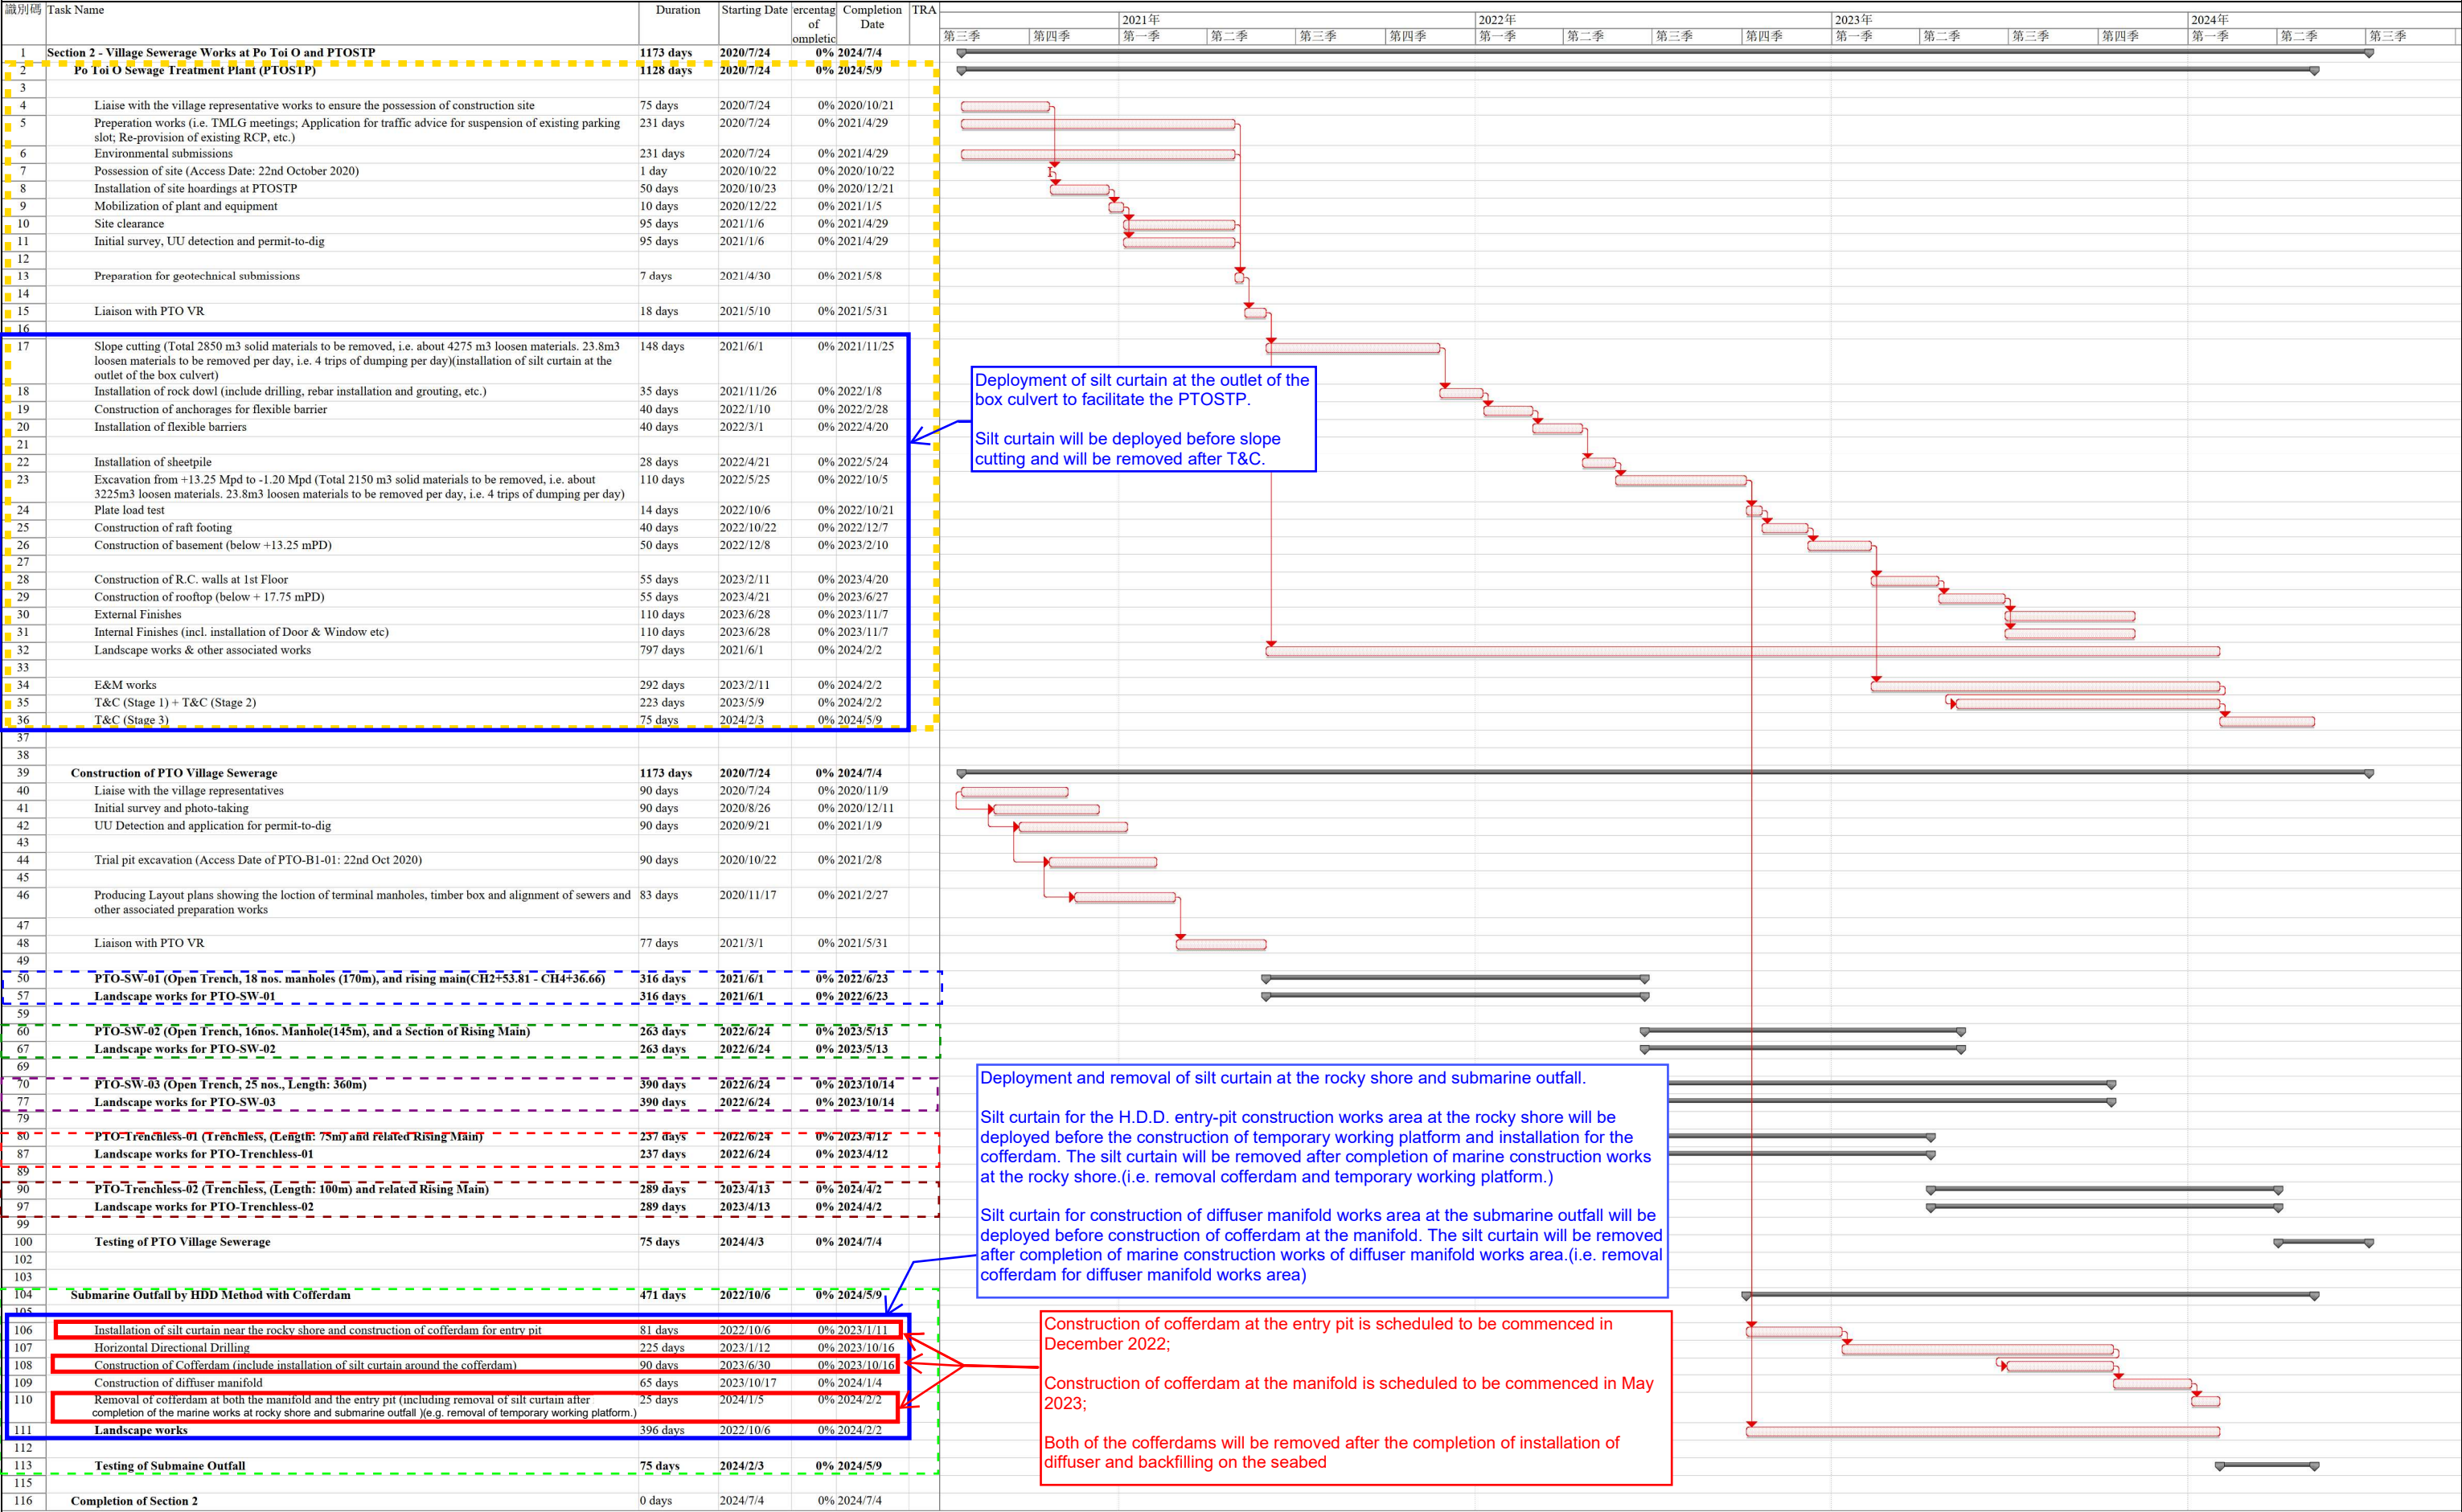 識別碼 Task Name Duration Starting Date ercentag of ompletic Completion Date TRA
2021年 2022年 2023年 2024年
第三季 第四季 第一季 第二季 第三季 第四季 第一季 第二季 第三季 第四季 第一季 第二季 第三季 第四季 第一季 第二季 第三季
1 Section 2 - Village Sewerage Works at Po Toi O and PTOSTP 1173 days 2020/7/24 0% 2024/7/4
2 Po Toi O Sewage Treatment Plant (PTOSTP) 1128 days 2020/7/24 0% 2024/5/9
3
4 Liaise with the village representative works to ensure the possession of construction site 75 days 2020/7/24 0% 2020/10/21
5 Preperation works (i.e. TMLG meetings; Application for traffic advice for suspension of existing parking 231 days 2020/7/24 0% 2021/4/29
slot; Re-provision of existing RCP, etc.)
6 Environmental submissions 231 days 2020/7/24 0% 2021/4/29
7 Possession of site (Access Date: 22nd October 2020) 1 day 2020/10/22 0% 2020/10/22
8 Installation of site hoardings at PTOSTP 50 days 2020/10/23 0% 2020/12/21
9 Mobilization of plant and equipment 10 days 2020/12/22 0% 2021/1/5
10 Site clearance 95 days 2021/1/6 0% 2021/4/29
11 Initial survey, UU detection and permit-to-dig 95 days 2021/1/6 0% 2021/4/29
12
13 Preparation for geotechnical submissions 7 days 2021/4/30 0% 2021/5/8
14
15 Liaison with PTO VR 18 days 2021/5/10 0% 2021/5/31
16
17 Slope cutting (Total 2850 m3 solid materials to be removed, i.e. about 4275 m3 loosen materials. 23.8m3 148 days 2021/6/1 0% 2021/11/25
loosen materials to be removed per day, i.e. 4 trips of dumping per day)(installation of silt curtain at the
outlet of the box culvert)
18 Installation of rock dowl (include drilling, rebar installation and grouting, etc.) 35 days 2021/11/26 0% 2022/1/8
19 Construction of anchorages for flexible barrier 40 days 2022/1/10 0% 2022/2/28
20 Installation of flexible barriers 40 days 2022/3/1 0% 2022/4/20
21
22 Installation of sheetpile 28 days 2022/4/21 0% 2022/5/24
23 Excavation from +13.25 Mpd to -1.20 Mpd (Total 2150 m3 solid materials to be removed, i.e. about 110 days 2022/5/25 0% 2022/10/5
3225m3 loosen materials. 23.8m3 loosen materials to be removed per day, i.e. 4 trips of dumping per day)
24 Plate load test 14 days 2022/10/6 0% 2022/10/21
25 Construction of raft footing 40 days 2022/10/22 0% 2022/12/7
26 Construction of basement (below +13.25 mPD) 50 days 2022/12/8 0% 2023/2/10
27
28 Construction of R.C. walls at 1st Floor 55 days 2023/2/11 0% 2023/4/20
29 Construction of rooftop (below + 17.75 mPD) 55 days 2023/4/21 0% 2023/6/27
30 External Finishes 110 days 2023/6/28 0% 2023/11/7
31 Internal Finishes (incl. installation of Door & Window etc) 110 days 2023/6/28 0% 2023/11/7
32 Landscape works & other associated works 797 days 2021/6/1 0% 2024/2/2
33
34 E&M works 292 days 2023/2/11 0% 2024/2/2
35 T&C (Stage 1) + T&C (Stage 2) 223 days 2023/5/9 0% 2024/2/2
36 T&C (Stage 3) 75 days 2024/2/3 0% 2024/5/9
37
38
39 Construction of PTO Village Sewerage 1173 days 2020/7/24 0% 2024/7/4
40 Liaise with the village representatives 90 days 2020/7/24 0% 2020/11/9
41 Initial survey and photo-taking 90 days 2020/8/26 0% 2020/12/11
42 UU Detection and application for permit-to-dig 90 days 2020/9/21 0% 2021/1/9
43
44 Trial pit excavation (Access Date of PTO-B1-01: 22nd Oct 2020) 90 days 2020/10/22 0% 2021/2/8
45
46 Producing Layout plans showing the loction of terminal manholes, timber box and alignment of sewers and 83 days 2020/11/17 0% 2021/2/27
other associated preparation works
47
48 Liaison with PTO VR 77 days 2021/3/1 0% 2021/5/31
49
50 PTO-SW-01 (Open Trench, 18 nos. manholes (170m), and rising main(CH2+53.81 - CH4+36.66) 316 days 2021/6/1 0% 2022/6/23
57 Landscape works for PTO-SW-01 316 days 2021/6/1 0% 2022/6/23
59
60 PTO-SW-02 (Open Trench, 16nos. Manhole(145m), and a Section of Rising Main) 263 days 2022/6/24 0% 2023/5/13
67 Landscape works for PTO-SW-02 263 days 2022/6/24 0% 2023/5/13
69
70 PTO-SW-03 (Open Trench, 25 nos., Length: 360m) 390 days 2022/6/24 0% 2023/10/14
77 Landscape works for PTO-SW-03 390 days 2022/6/24 0% 2023/10/14
79
80 PTO-Trenchless-01 (Trenchless, (Length: 75m) and related Rising Main) 237 days 2022/6/24 0% 2023/4/12
87 Landscape works for PTO-Trenchless-01 237 days 2022/6/24 0% 2023/4/12
89
90 PTO-Trenchless-02 (Trenchless, (Length: 100m) and related Rising Main) 289 days 2023/4/13 0% 2024/4/2
97 Landscape works for PTO-Trenchless-02 289 days 2023/4/13 0% 2024/4/2
99
100 Testing of PTO Village Sewerage 75 days 2024/4/3 0% 2024/7/4
102
103
104 Submarine Outfall by HDD Method with Cofferdam 471 days 2022/10/6 0% 2024/5/9
105
106 Installation of silt curtain near the rocky shore and construction of cofferdam for entry pit 81 days 2022/10/6 0% 2023/1/11
107 Horizontal Directional Drilling 225 days 2023/1/12 0% 2023/10/16
108 Construction of Cofferdam (include installation of silt curtain around the cofferdam) 90 days 2023/6/30 0% 2023/10/16
109 Construction of diffuser manifold 65 days 2023/10/17 0% 2024/1/4
110 Removal of cofferdam at both the manifold and the entry pit (including removal of silt curtain after 25 days 2024/1/5 0% 2024/2/2
completion of the marine works at rocky shore and submarine outfall )(e.g. removal of temporary working platform.)
111 Landscape works 396 days 2022/10/6 0% 2024/2/2
112
113 Testing of Submaine Outfall 75 days 2024/2/3 0% 2024/5/9
115
116 Completion of Section 2 0 days 2024/7/4 0% 2024/7/4
Deployment of silt curtain at the outlet of the
box culvert to facilitate the PTOSTP.
Silt curtain will be deployed before slope
cutting and will be removed after T&C.
Deployment and removal of silt curtain at the rocky shore and submarine outfall.
Silt curtain for the H.D.D. entry-pit construction works area at the rocky shore will be
deployed before the construction of temporary working platform and installation for the
cofferdam. The silt curtain will be removed after completion of marine construction works
at the rocky shore.(i.e. removal cofferdam and temporary working platform.)
Silt curtain for construction of diffuser manifold works area at the submarine outfall will be
deployed before construction of cofferdam at the manifold. The silt curtain will be removed
after completion of marine construction works of diffuser manifold works area.(i.e. removal
cofferdam for diffuser manifold works area)
Construction of cofferdam at the entry pit is scheduled to be commenced in
December 2022;
Construction of cofferdam at the manifold is scheduled to be commenced in May
2023;
Both of the cofferdams will be removed after the completion of installation of
diffuser and backfilling on the seabed